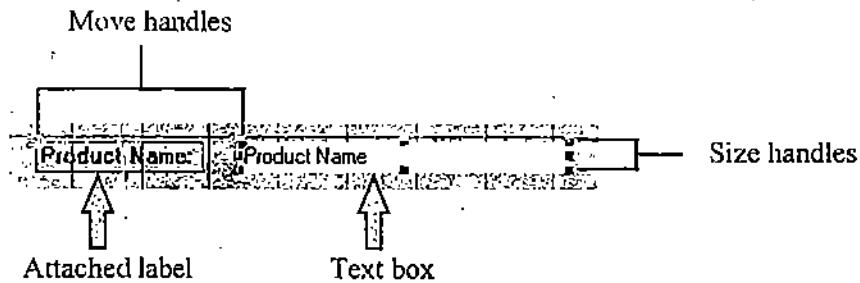 Move handles
Product Name: Product Name
Size handles
Attached label Text box